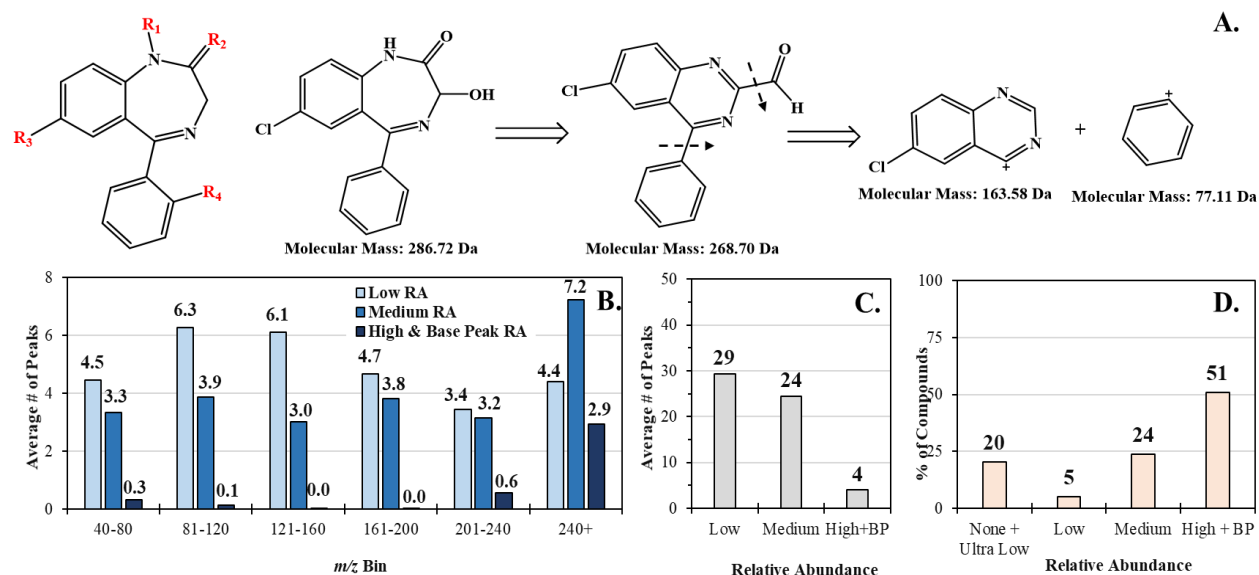 A.
R1
N
R2
N
R3
R4
H
N
O
OH
N
Cl
Molecular Mass: 286.72 Da
N
O
H
N
Cl
Molecular Mass: 268.70 Da
N
N
Cl
+
Molecular Mass: 163.58 Da
+
+
Molecular Mass: 77.11 Da
B.
Average # of Peaks
8
6
4
2
0
Low RA
Medium RA
High & Base Peak RA
4.5
3.3
0.3
6.3
3.9
0.1
6.1
3.0
0.0
4.7
3.8
0.0
3.4
3.2
0.6
4.4
7.2
2.9
40-80 81-120 121-160 161-200 201-240 240+
m/z Bin
C.
Average # of Peaks
50
40
30
20
10
0
29
24
4
Low Medium High+BP
Relative Abundance
D.
% of Compounds
100
75
50
25
0
20
5
24
51
None + Low Medium High + BP
Ultra Low
Relative Abundance